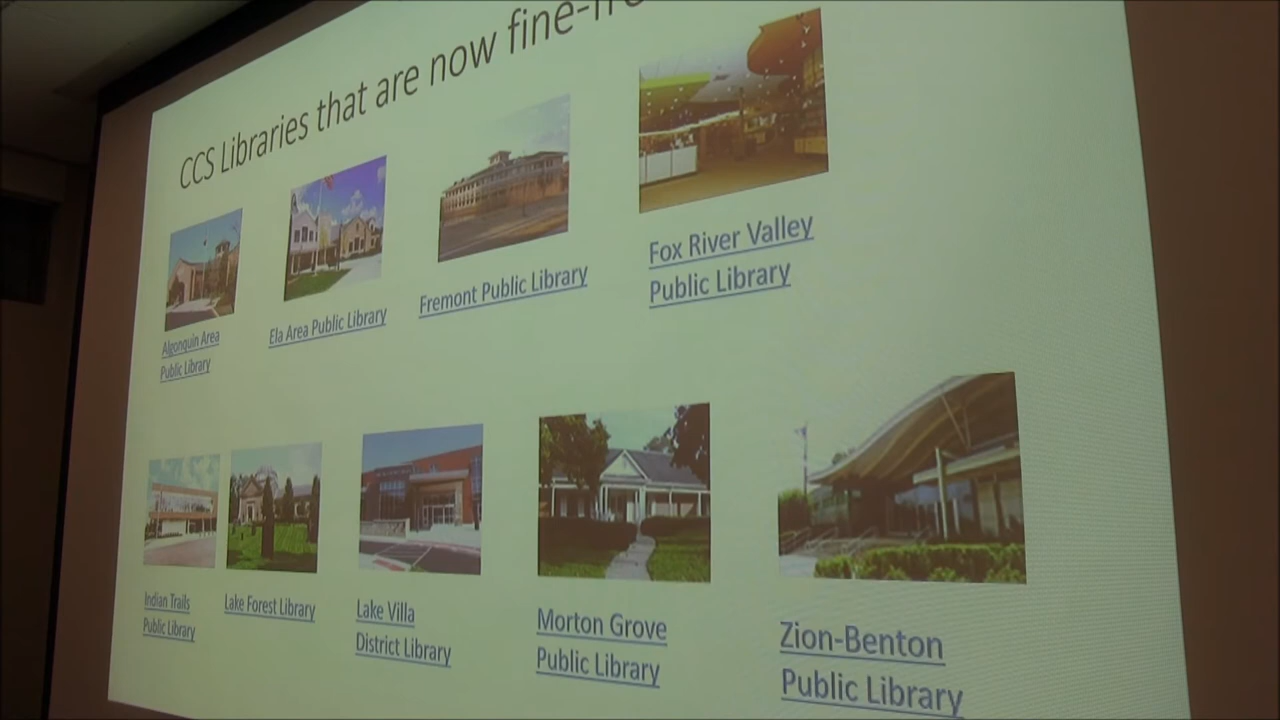 CCS Libraries that are now fine-fre
Algonquin Area
Public Library
Ela Area Public Library
Fremont Public Library
Fox River Valley
Public Library
Indian Trails
Public Library
Lake Forest Library
Lake Villa
District Library
Morton Grove
Public Library
Zion-Benton
Public Library